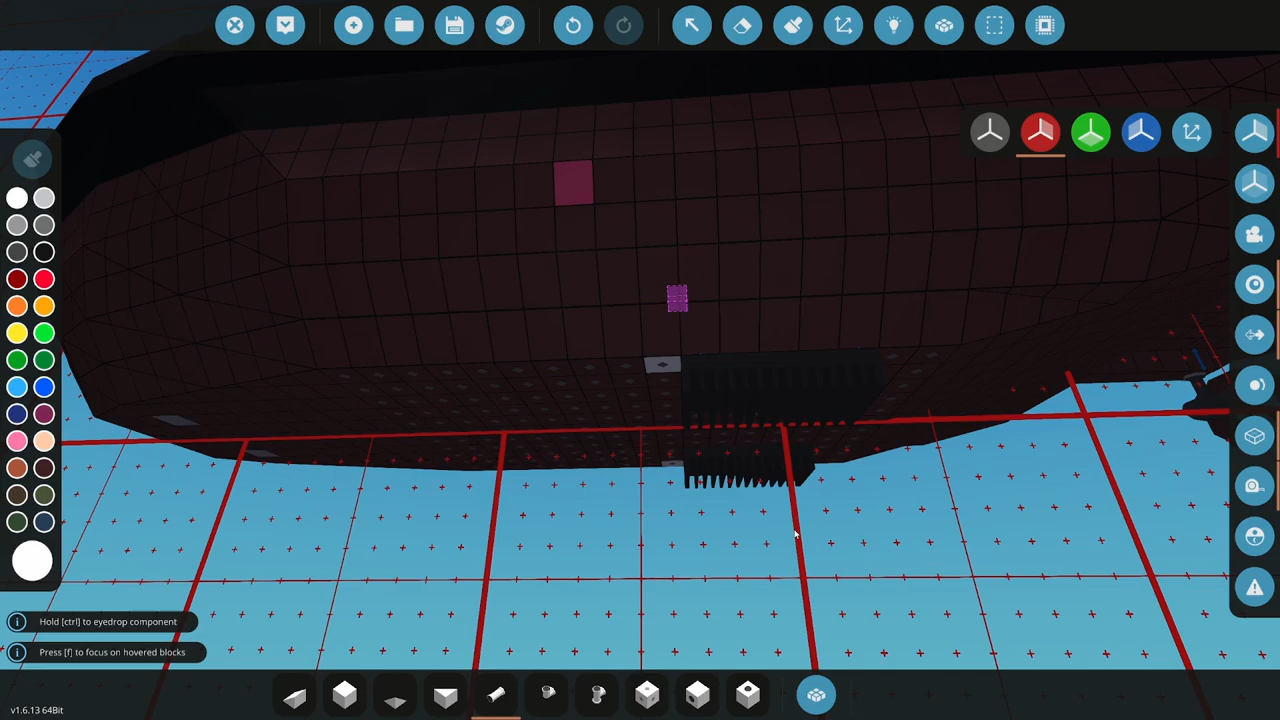 Hold [ctrl] to eyedrop component
Press [f] to focus on hovered blocks
v1.6.13 64Bit